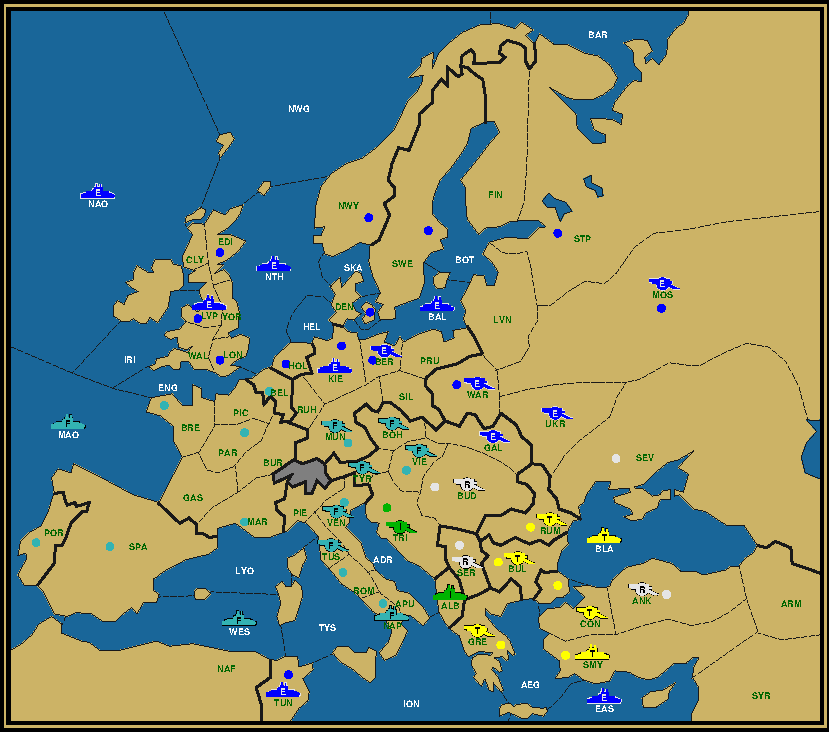 BAR
NWG
E
NAO
NWY
FIN
EDI
STP
CLY
E
NTH
SKA
SWE
BOT
E
MOS
E
LVP
YOR
DEN
E
BAL
LVN
HEL
IRI
WAL
LON
HOL
E
BER
PRU
E
KIE
ENG
BEL
SIL
E
WAR
RUH
PIC
E
UKR
F
MAO
BRE
F
MUN
F
BOH
E
GAL
PAR
BUR
F
VIE
SEV
F
TYR
GAS
R
BUD
MAR
PIE
F
VEN
T
RUM
I
TRI
POR
SPA
F
TUS
T
BLA
ADR
T
BUL
LYO
R
SER
ROM
I
ALB
APU
R
ANK
ARM
F
NAP
F
WES
TYS
T
CON
T
GRE
NAF
T
SMY
E
TUN
AEG
E
EAS
SYR
ION